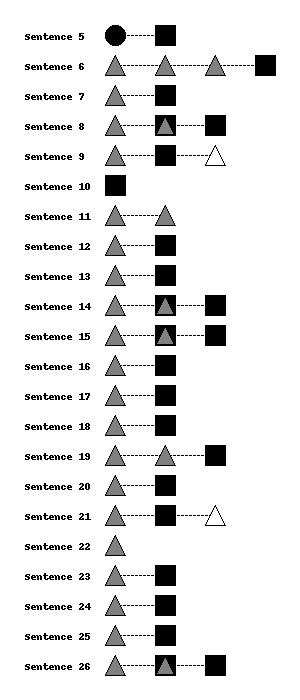 Sentence 5
Sentence 6
Sentence 7
Sentence 8
Sentence 9
Sentence 10
Sentence 11
Sentence 12
Sentence 13
Sentence 14
Sentence 15
Sentence 16
Sentence 17
Sentence 18
Sentence 19
Sentence 20
Sentence 21
Sentence 22
Sentence 23
Sentence 24
Sentence 25
Sentence 26